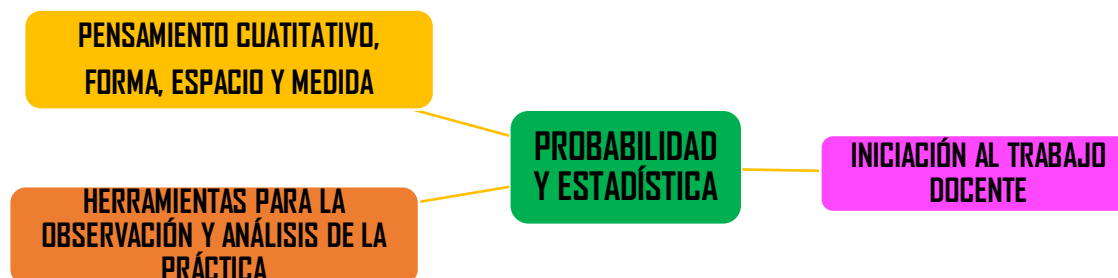 PENSAMIENTO CUATITATIVO,
FORMA, ESPACIO Y MEDIDA
PROBABILIDAD
Y ESTADÍSTICA
INICIACIÓN AL TRABAJO
DOCENTE
HERRAMIENTAS PARA LA
OBSERVACIÓN Y ANÁLISIS DE LA
PRÁCTICA